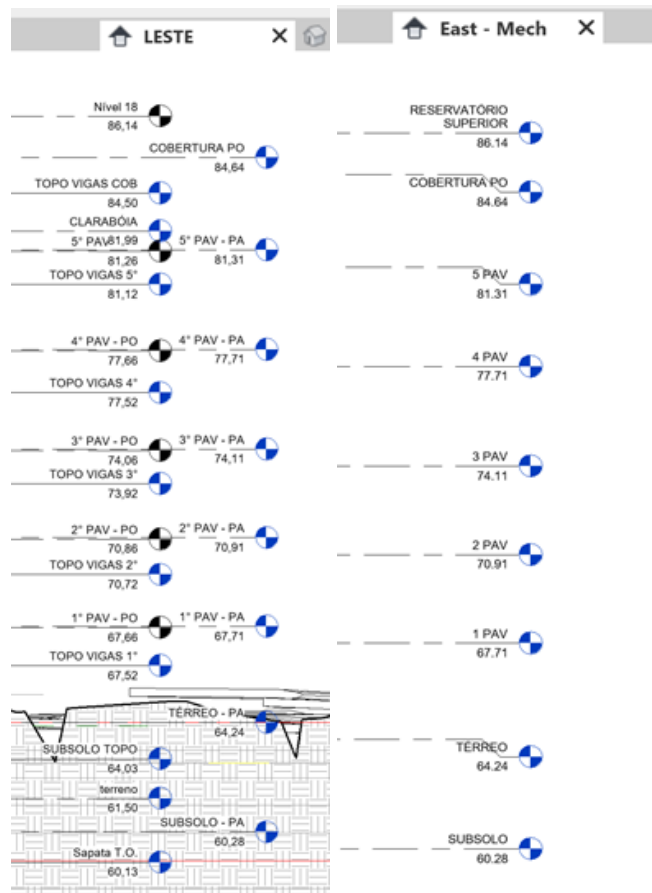 LESTE
Nível 18
86,14
COBERTURA PO
84,64
TOPO VIGAS COB
84,50
CLARABÓIA
81,99
5° PAV
81,26
5° PAV - PA
81,31
TOPO VIGAS 5°
81,12
4° PAV - PO
77,66
4° PAV - PA
77,71
TOPO VIGAS 4°
77,52
3° PAV - PO
74,06
3° PAV - PA
74,11
TOPO VIGAS 3°
73,92
2° PAV - PO
70,86
2° PAV - PA
70,91
TOPO VIGAS 2°
70,72
1° PAV - PO
67,66
1° PAV - PA
67,71
TOPO VIGAS 1°
67,52
TÉRREO - PA
64,24
SUBSOLO TOPO
64,03
terreno
61,50
SUBSOLO - PA
60,28
Sapata T.O.
60,13
East - Mech
RESERVATÓRIO
SUPERIOR
86.14
COBERTURA PO
84.64
5 PAV
81.31
4 PAV
77.71
3 PAV
74.11
2 PAV
70.91
1 PAV
67.71
TÉRREO
64.24
SUBSOLO
60.28